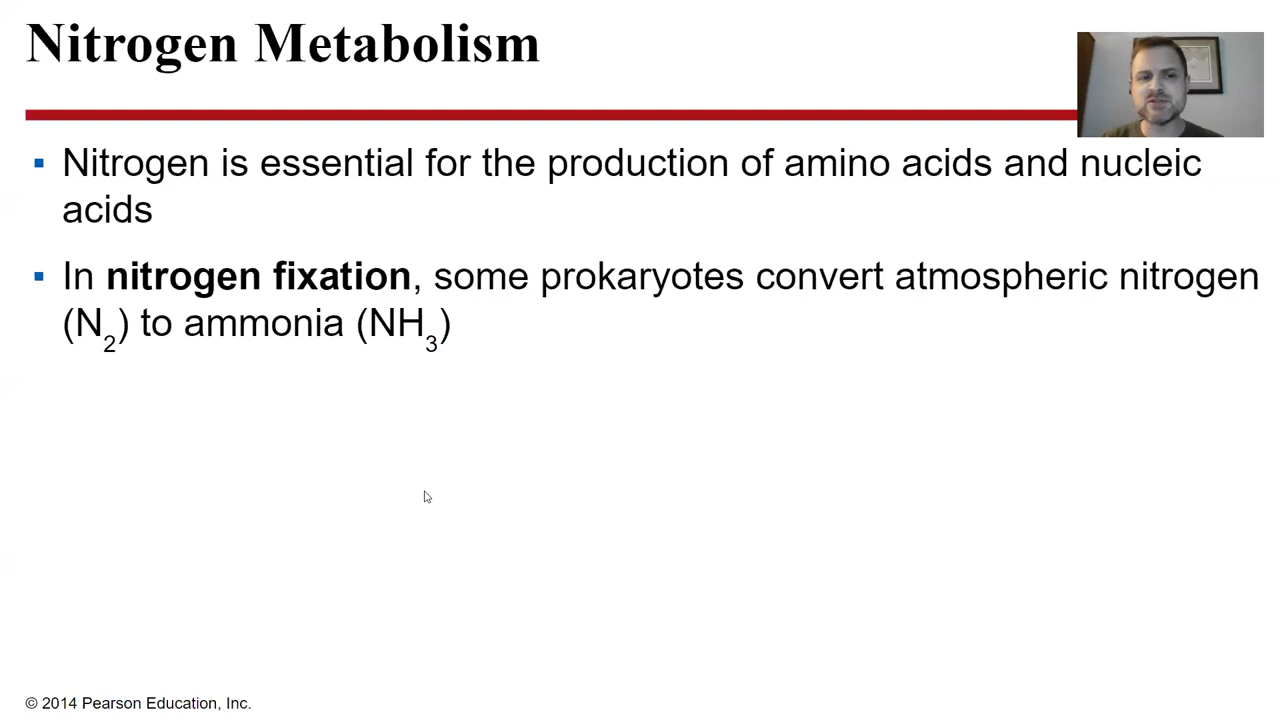 Nitrogen Metabolism
▪ Nitrogen is essential for the production of amino acids and nucleic
acids
▪ In nitrogen fixation, some prokaryotes convert atmospheric nitrogen
(N₂) to ammonia (NH₃)
© 2014 Pearson Education, Inc.